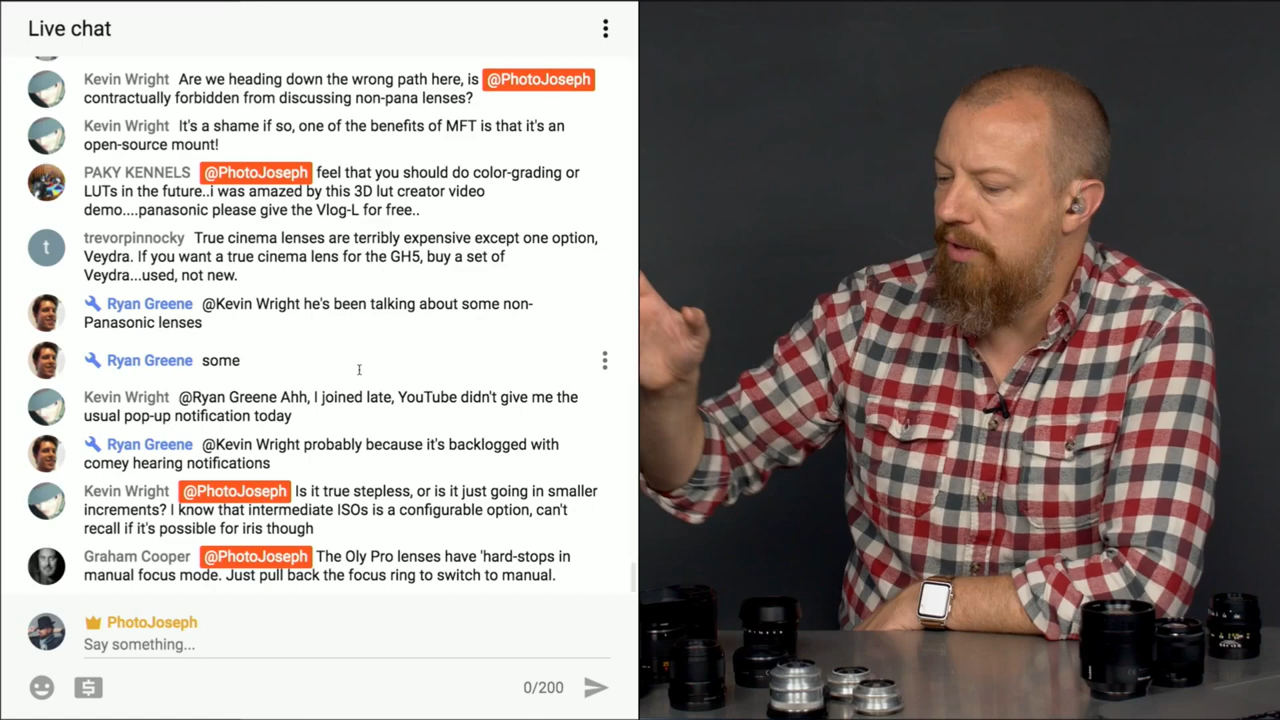 Live chat
Kevin Wright Are we heading down the wrong path here, is @PhotoJoseph
contractually forbidden from discussing non-pana lenses?
Kevin Wright It's a shame if so, one of the benefits of MFT is that it's an
open-source mount!
PAKY KENNELS @PhotoJoseph feel that you should do color-grading or
LUTs in the future..i was amazed by this 3D lut creator video
demo....panasonic please give the Vlog-L for free..
t
trevorpinnocky True cinema lenses are terribly expensive except one option,
Veydra. If you want a true cinema lens for the GH5, buy a set of
Veydra...used, not new.
Ryan Greene @Kevin Wright he's been talking about some non-
Panasonic lenses
Ryan Greene some
Kevin Wright @Ryan Greene Ahh, I joined late, YouTube didn't give me the
usual pop-up notification today
Ryan Greene @Kevin Wright probably because it's backlogged with
comey hearing notifications
Kevin Wright @PhotoJoseph Is it true stepless, or is it just going in smaller
increments? I know that intermediate ISOs is a configurable option, can't
recall if it's possible for iris though
Graham Cooper @PhotoJoseph The Oly Pro lenses have 'hard-stops in
manual focus mode. Just pull back the focus ring to switch to manual.
PhotoJoseph
Say something...
$
0/200